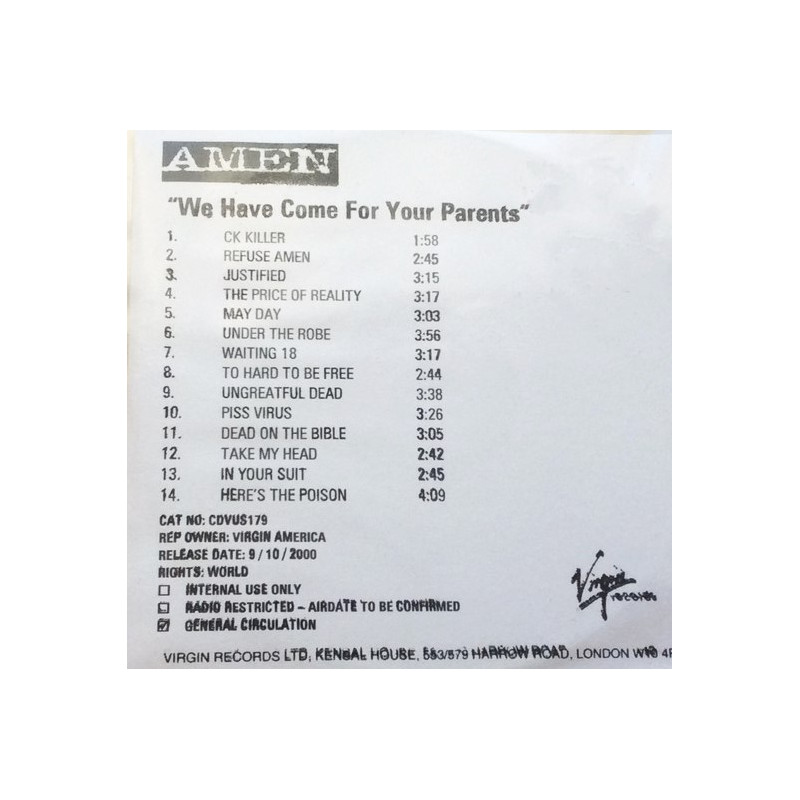 AMEN
"We Have Come For Your Parents"
1. CK KILLER 1:58
2. REFUSE AMEN 2:45
3. JUSTIFIED 3:15
4. THE PRICE OF REALITY 3:17
5. MAY DAY 3:03
6. UNDER THE ROBE 3:56
7. WAITING 18 3:17
8. TO HARD TO BE FREE 2:44
9. UNGREATFUL DEAD 3:38
10. PISS VIRUS 3:26
11. DEAD ON THE BIBLE 3:05
12. TAKE MY HEAD 2:42
13. IN YOUR SUIT 2:45
14. HERE'S THE POISON 4:09
CAT NO: CDVUS179
REP OWNER: VIRGIN AMERICA
RELEASE DATE: 9/10/2000
RIGHTS: WORLD
☐ INTERNAL USE ONLY
☐ RADIO RESTRICTED – AIRDATE TO BE CONFIRMED
☑ GENERAL CIRCULATION
Virgin
records
VIRGIN RECORDS LTD, KENSAL HOUSE, 553/579 HARROW ROAD, LONDON W10